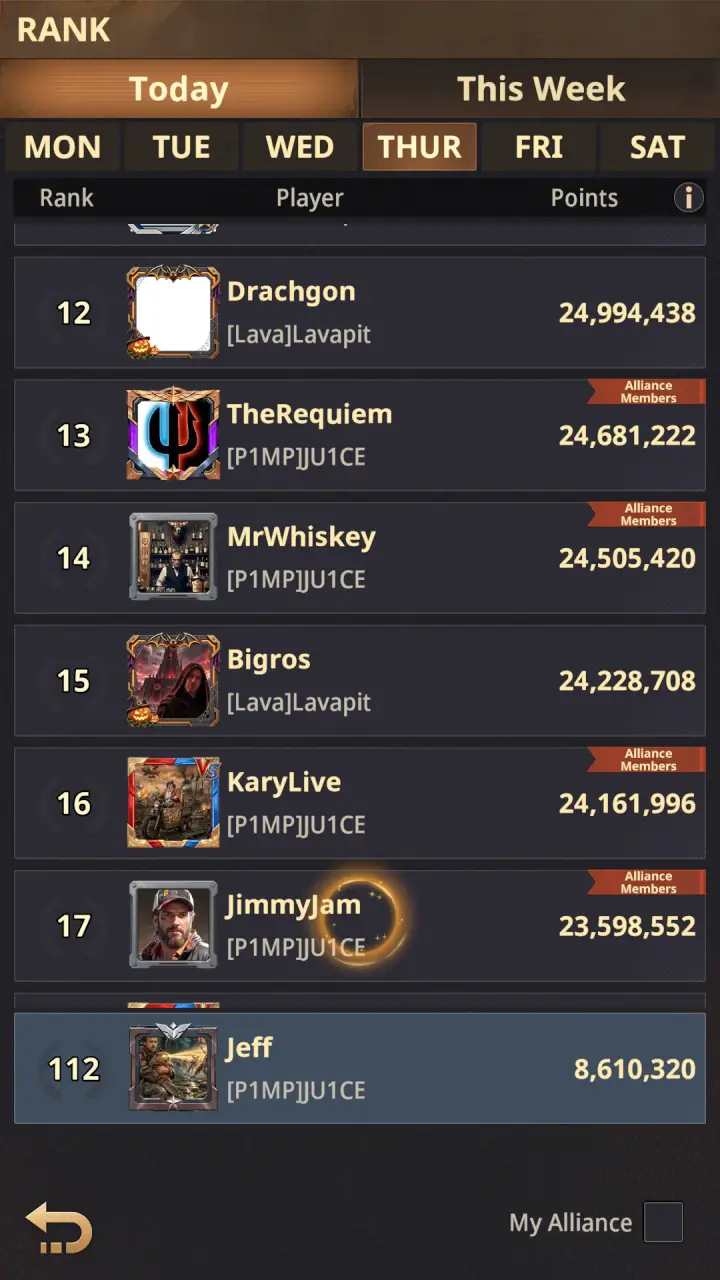 RANK
Today
This Week
MON
TUE
WED
THUR
FRI
SAT
Rank
Player
Points
12
Drachgon
[Lava]Lavapit
24,994,438
Alliance
Members
13
TheRequiem
[P1MP]JU1CE
24,681,222
Alliance
Members
14
MrWhiskey
[P1MP]JU1CE
24,505,420
15
Bigros
[Lava]Lavapit
24,228,708
Alliance
Members
16
KaryLive
[P1MP]JU1CE
24,161,996
Alliance
Members
17
JimmyJam
[P1MP]JU1CE
23,598,552
112
Jeff
[P1MP]JU1CE
8,610,320
My Alliance